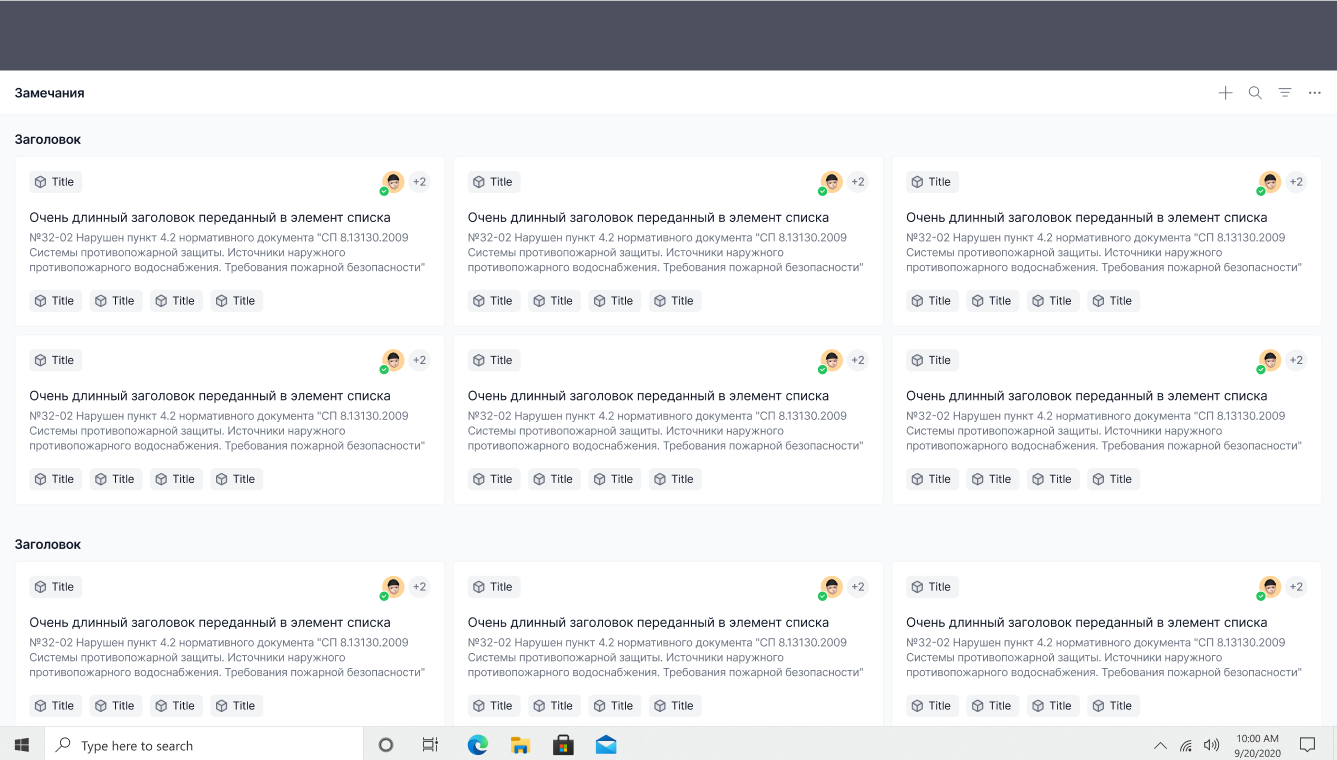 Замечания
Заголовок
Title +2 Title +2 Title +2
Очень длинный заголовок переданный в элемент списка Очень длинный заголовок переданный в элемент списка Очень длинный заголовок переданный в элемент списка
№32-02 Нарушен пункт 4.2 нормативного документа "СП 8.13130.2009 №32-02 Нарушен пункт 4.2 нормативного документа "СП 8.13130.2009 №32-02 Нарушен пункт 4.2 нормативного документа "СП 8.13130.2009
Системы противопожарной защиты. Источники наружного Системы противопожарной защиты. Источники наружного Системы противопожарной защиты. Источники наружного
противопожарного водоснабжения. Требования пожарной безопасности" противопожарного водоснабжения. Требования пожарной безопасности" противопожарного водоснабжения. Требования пожарной безопасности"
Title Title Title Title Title Title Title Title Title Title Title Title
Title +2 Title +2 Title +2
Очень длинный заголовок переданный в элемент списка Очень длинный заголовок переданный в элемент списка Очень длинный заголовок переданный в элемент списка
№32-02 Нарушен пункт 4.2 нормативного документа "СП 8.13130.2009 №32-02 Нарушен пункт 4.2 нормативного документа "СП 8.13130.2009 №32-02 Нарушен пункт 4.2 нормативного документа "СП 8.13130.2009
Системы противопожарной защиты. Источники наружного Системы противопожарной защиты. Источники наружного Системы противопожарной защиты. Источники наружного
противопожарного водоснабжения. Требования пожарной безопасности" противопожарного водоснабжения. Требования пожарной безопасности" противопожарного водоснабжения. Требования пожарной безопасности"
Title Title Title Title Title Title Title Title Title Title Title Title
Заголовок
Title +2 Title +2 Title +2
Очень длинный заголовок переданный в элемент списка Очень длинный заголовок переданный в элемент списка Очень длинный заголовок переданный в элемент списка
№32-02 Нарушен пункт 4.2 нормативного документа "СП 8.13130.2009 №32-02 Нарушен пункт 4.2 нормативного документа "СП 8.13130.2009 №32-02 Нарушен пункт 4.2 нормативного документа "СП 8.13130.2009
Системы противопожарной защиты. Источники наружного Системы противопожарной защиты. Источники наружного Системы противопожарной защиты. Источники наружного
противопожарного водоснабжения. Требования пожарной безопасности" противопожарного водоснабжения. Требования пожарной безопасности" противопожарного водоснабжения. Требования пожарной безопасности"
Title Title Title Title Title Title Title Title Title Title Title Title
Type here to search
10:00 AM
9/20/2020